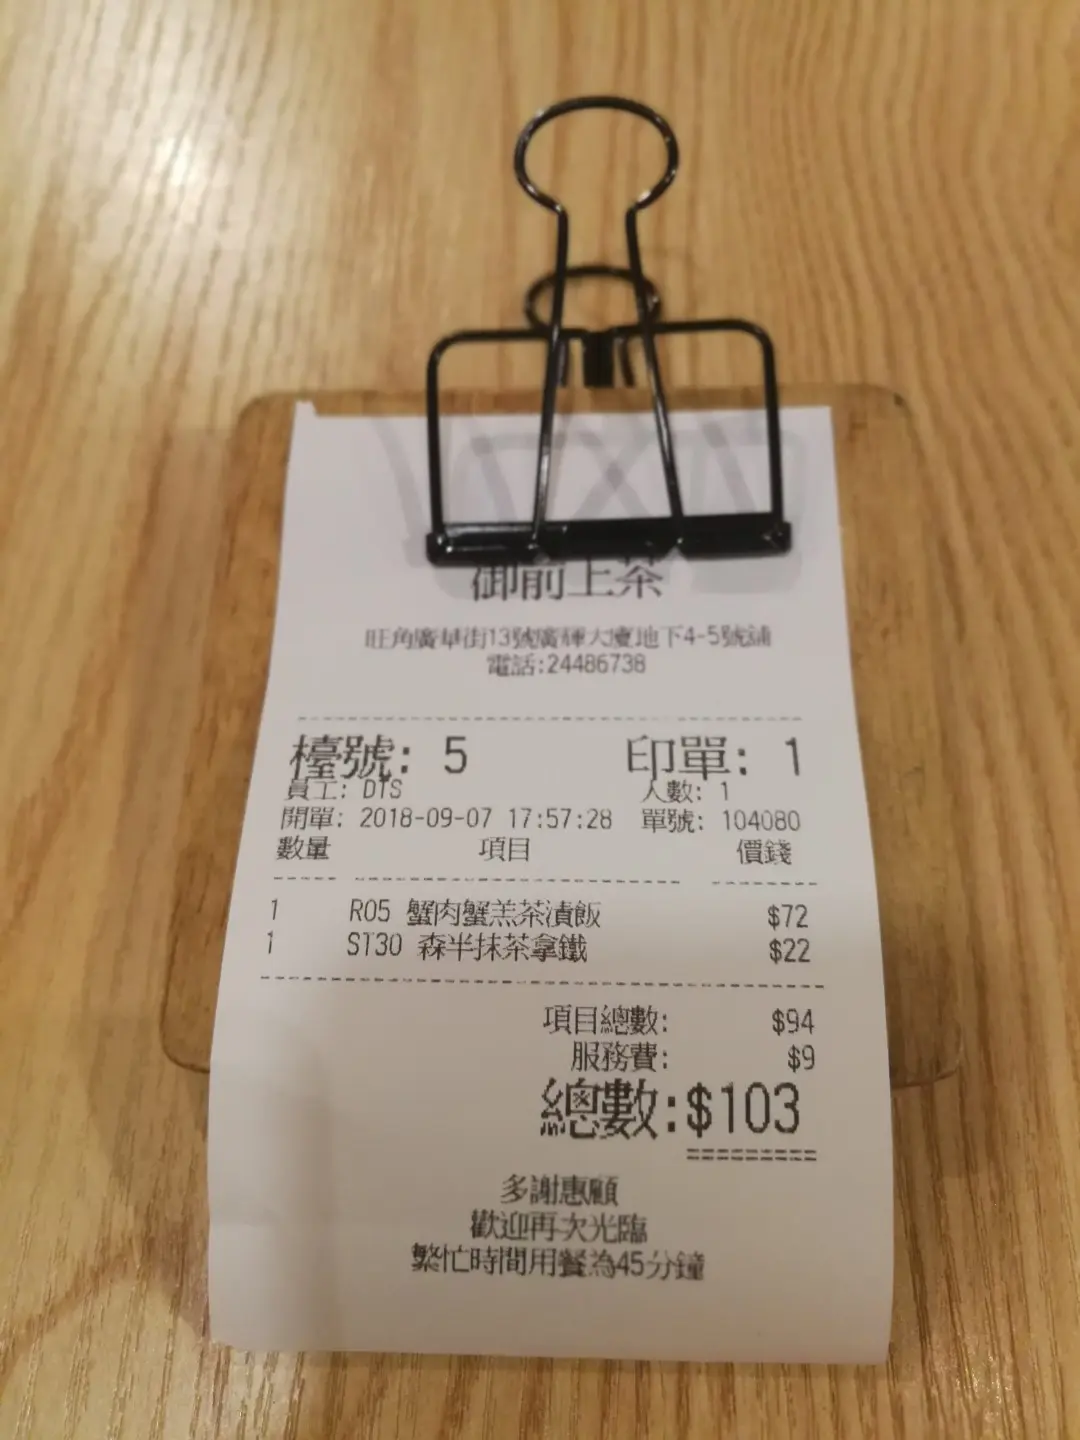 御前上茶
旺角廣華街13號廣輝大廈地下4-5號舖
電話:24486738
檯號: 5 印單: 1
員工: DTS 人數: 1
開單: 2018-09-07 17:57:28 單號: 104080
數量 項目 價錢
1 R05 蟹肉蟹羔茶漬飯 $72
1 ST30 森半抹茶拿鐵 $22
項目總數: $94
服務費: $9
總數:$103
多謝惠顧
歡迎再次光臨
繁忙時間用餐為45分鐘